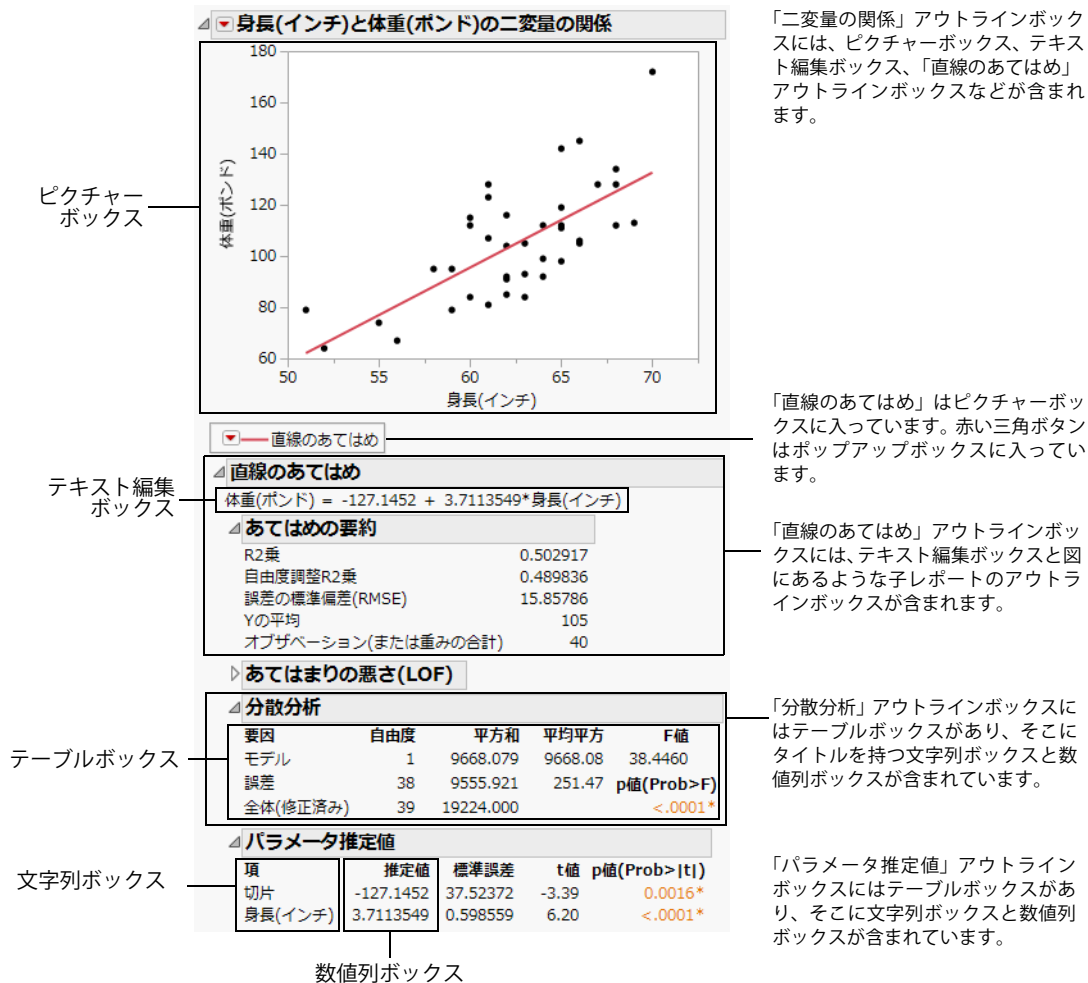 身長(インチ)と体重(ポンド)の二変量の関係
180
160
140
120
100
80
60
体重(ポンド)
50 55 60 65 70
身長(インチ)
ピクチャー
ボックス
「二変量の関係」アウトラインボック
スには、ピクチャーボックス、テキス
ト編集ボックス、「直線のあてはめ」
アウトラインボックスなどが含まれ
ます。
直線のあてはめ
「直線のあてはめ」はピクチャーボッ
クスに入っています。赤い三角ボタン
はポップアップボックスに入ってい
ます。
直線のあてはめ
テキスト編集
ボックス
体重(ポンド) = -127.1452 + 3.7113549*身長(インチ)
あてはめの要約
R2乗 0.502917
自由度調整R2乗 0.489836
誤差の標準偏差(RMSE) 15.85786
Yの平均 105
オブザベーション(または重みの合計) 40
「直線のあてはめ」アウトラインボッ
クスには、テキスト編集ボックスと図
にあるような子レポートのアウトラ
インボックスが含まれます。
あてはまりの悪さ(LOF)
分散分析
テーブルボックス
要因 自由度 平方和 平均平方 F値
モデル 1 9668.079 9668.08 38.4460
誤差 38 9555.921 251.47 p値(Prob>F)
全体(修正済み) 39 19224.000 <.0001*
「分散分析」アウトラインボックスに
はテーブルボックスがあり、そこに
タイトルを持つ文字列ボックスと数
値列ボックスが含まれています。
パラメータ推定値
文字列ボックス
項 推定値 標準誤差 t値 p値(Prob>|t|)
切片 -127.1452 37.52372 -3.39 0.0016*
身長(インチ) 3.7113549 0.598559 6.20 <.0001*
「パラメータ推定値」アウトライン
ボックスにはテーブルボックスがあ
り、そこに文字列ボックスと数値列
ボックスが含まれています。
数値列ボックス